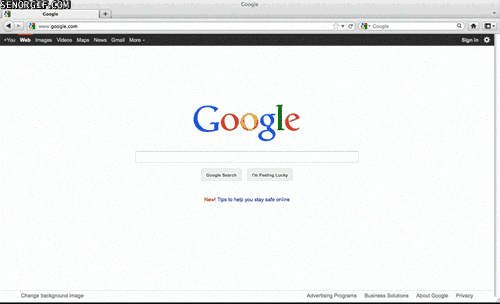 SENORGIF.COM
Google
Google
www.google.com
Google
+You Web Images Videos Maps News Gmail More
Sign in
Google
Google Search
I'm Feeling Lucky
New! Tips to help you stay safe online
Change background image
Advertising Programs Business Solutions About Google Privacy